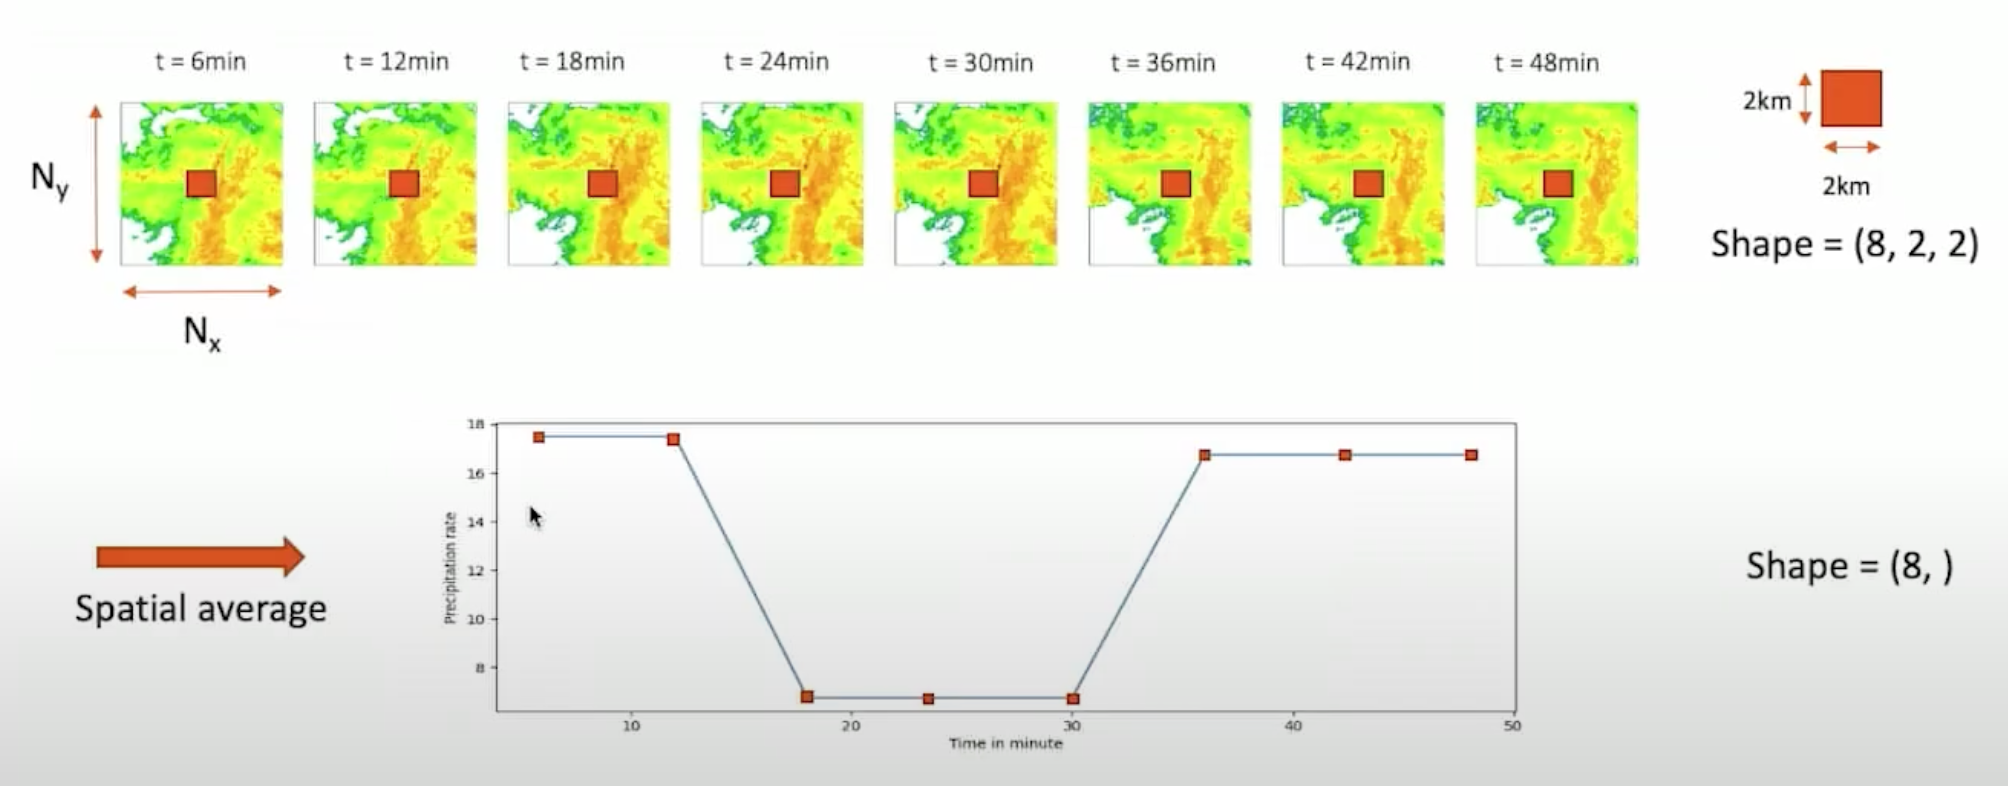 t = 6min
t = 12min
t = 18min
t = 24min
t = 30min
t = 36min
t = 42min
t = 48min
2km
2km
Ny
Nx
Shape = (8, 2, 2)
18
16
14
12
10
8
Precipitation rate
10
20
30
40
50
Time in minute
Spatial average
Shape = (8, )